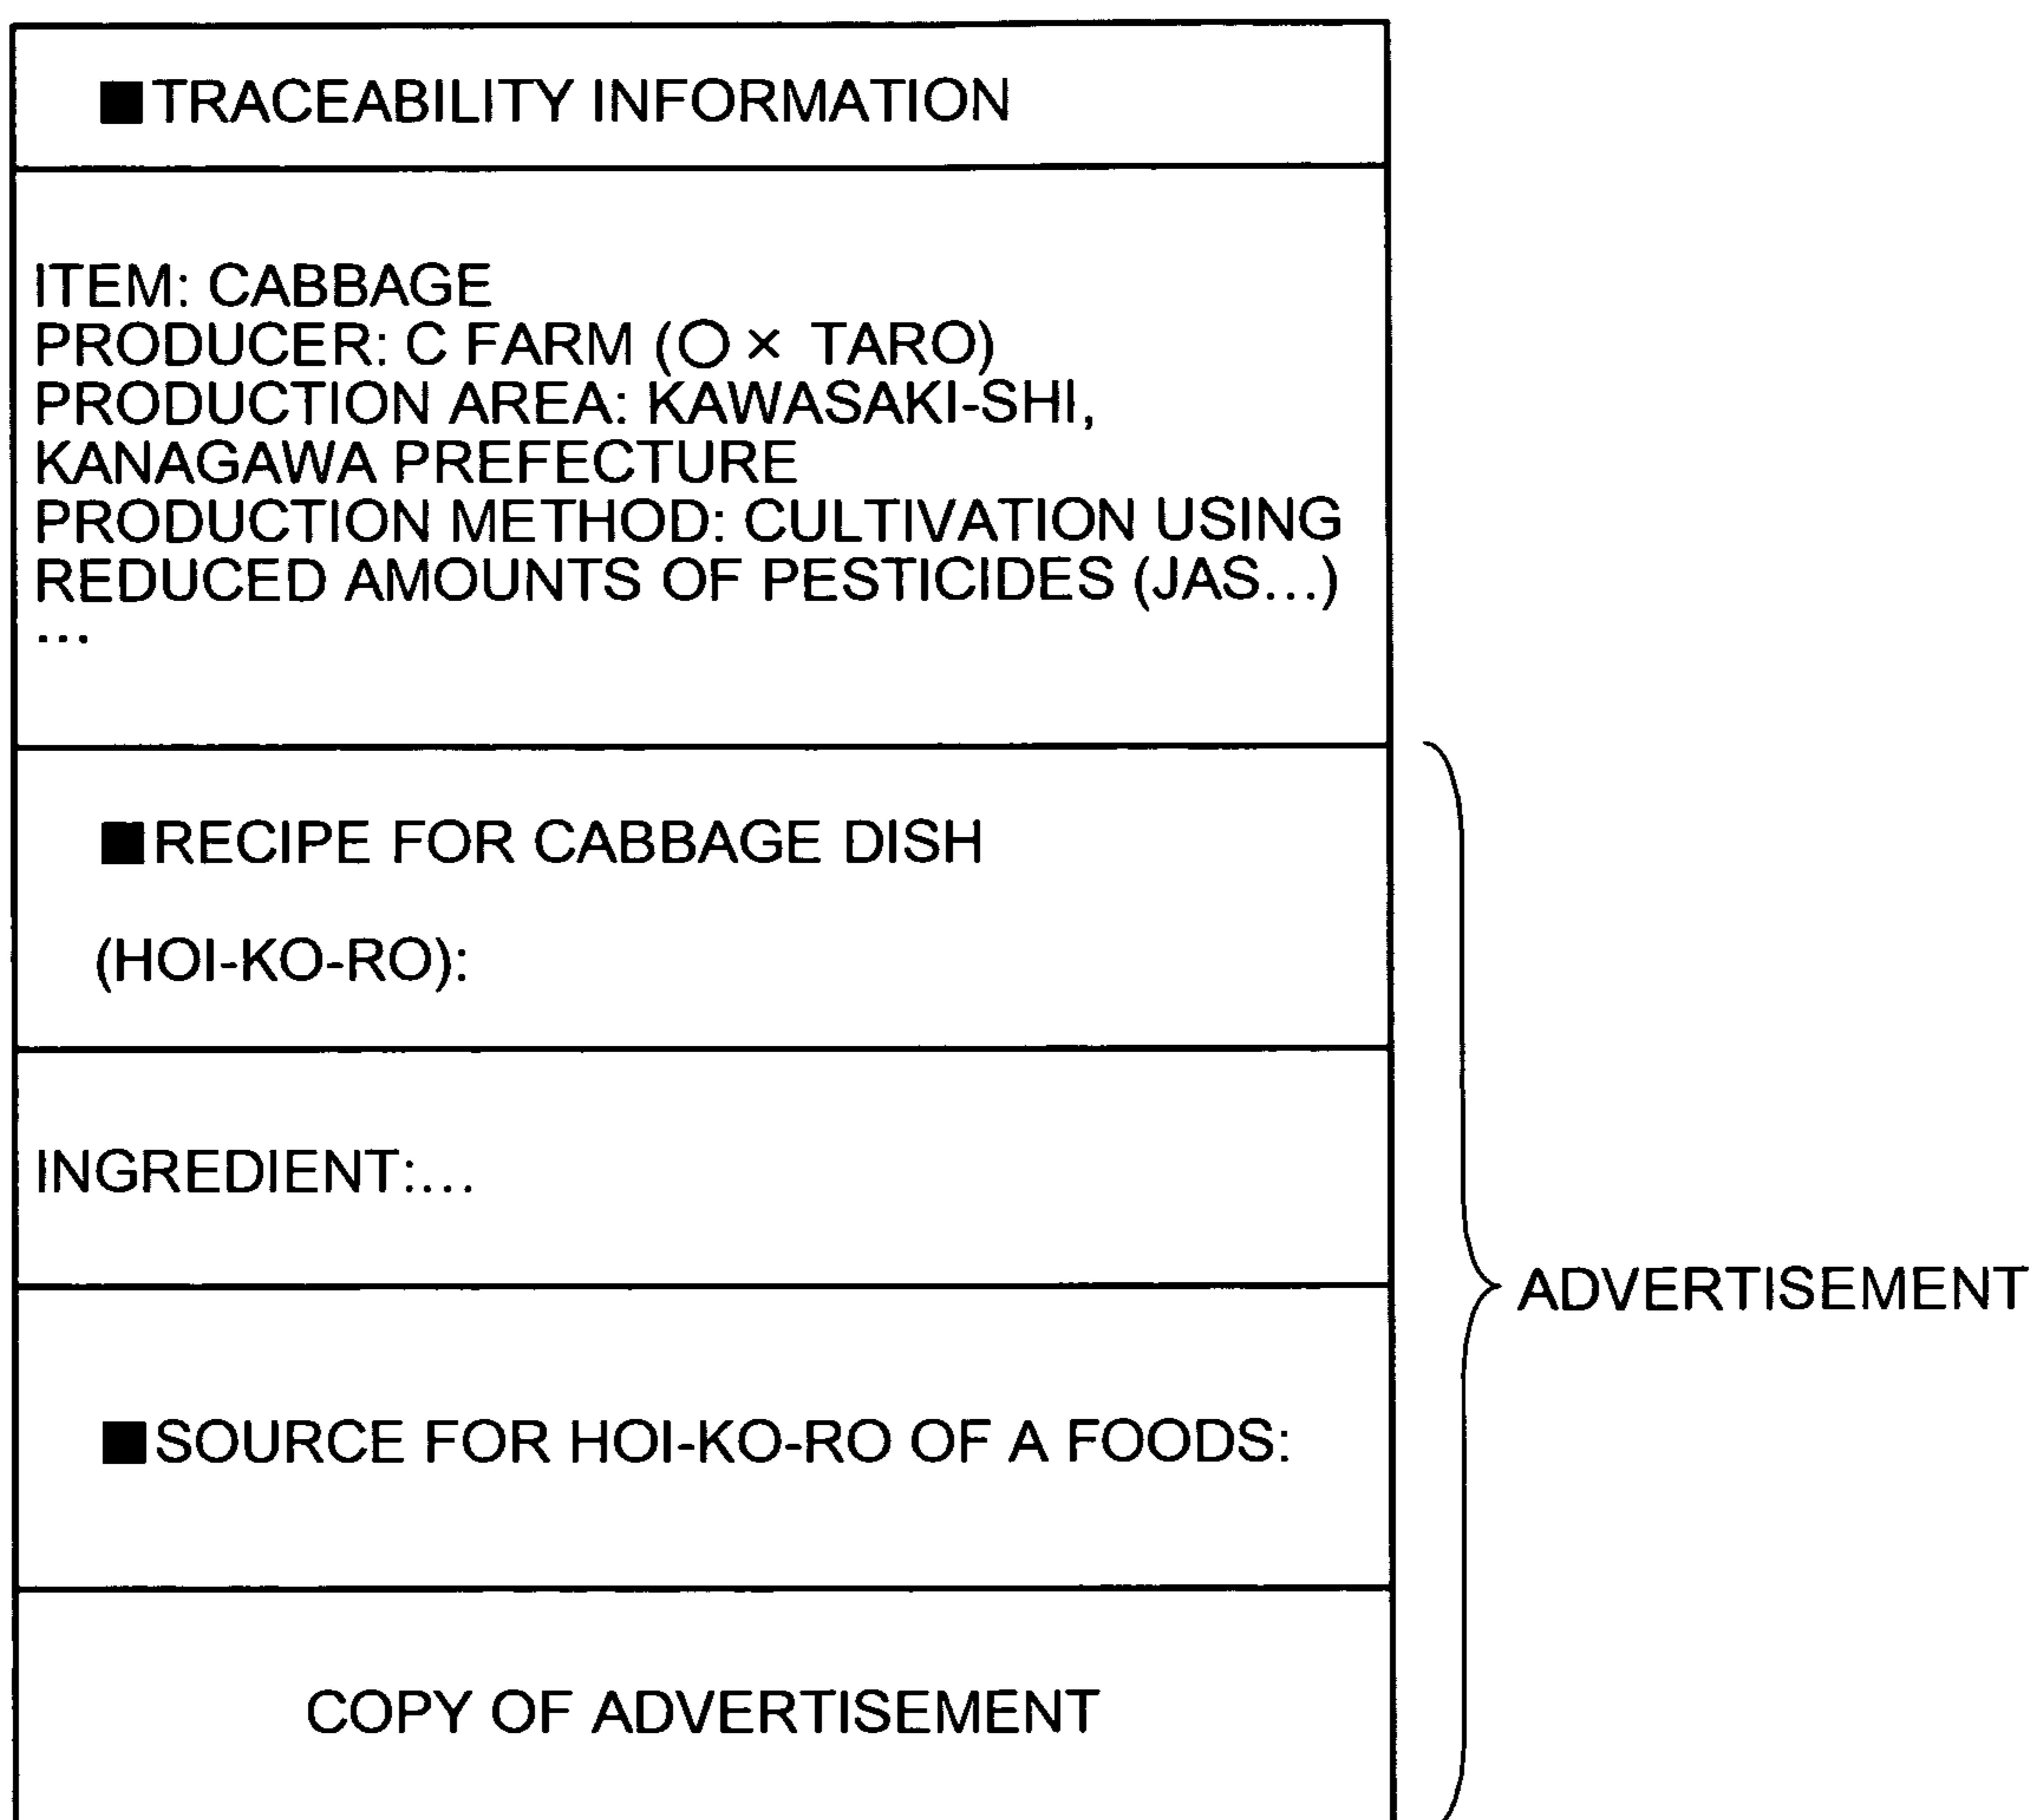 ■TRACEABILITY INFORMATION
ITEM: CABBAGE
PRODUCER: C FARM (○ × TARO)
PRODUCTION AREA: KAWASAKI-SHI,
KANAGAWA PREFECTURE
PRODUCTION METHOD: CULTIVATION USING
REDUCED AMOUNTS OF PESTICIDES (JAS...)
...
■RECIPE FOR CABBAGE DISH
(HOI-KO-RO):
INGREDIENT:...
■SOURCE FOR HOI-KO-RO OF A FOODS:
COPY OF ADVERTISEMENT
ADVERTISEMENT